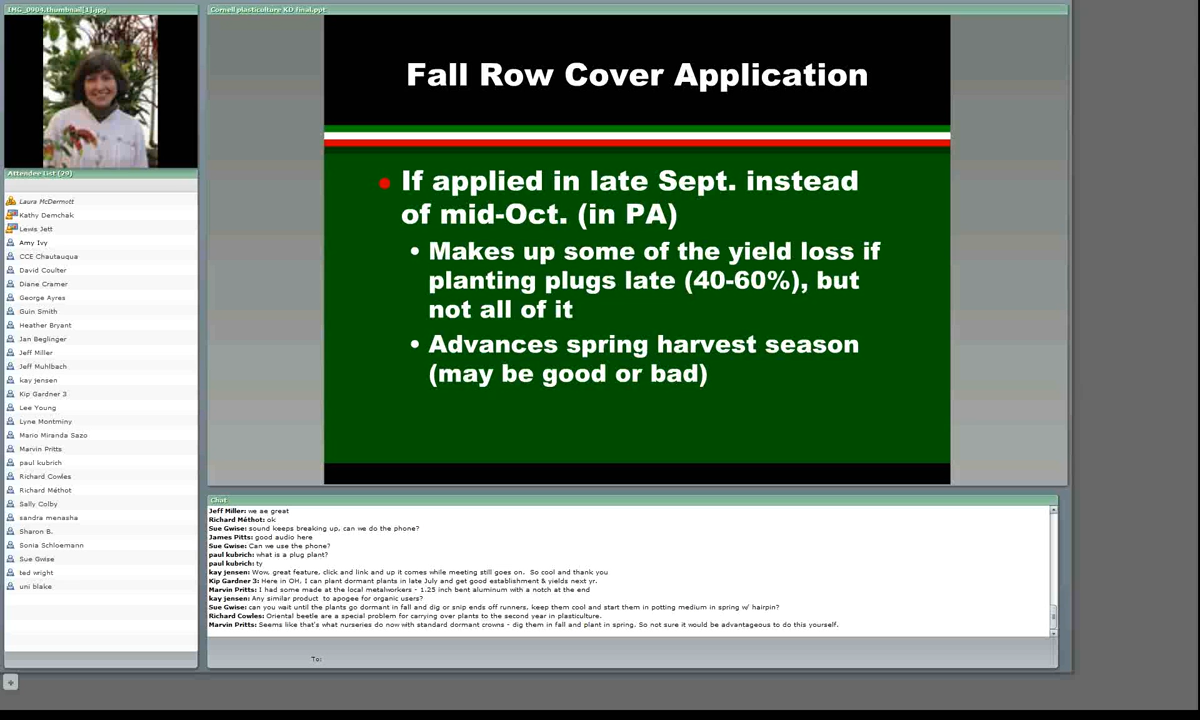 IMG_0904.thumbnail[1].jpg
Attendee List (29)
Laura McDermott
Kathy Demchak
Lewis Jett
Amy Ivy
CCE Chautauqua
David Coulter
Diane Cramer
George Ayres
Guin Smith
Heather Bryant
Jan Beglinger
Jeff Miller
Jeff Muhlbach
kay jensen
Kip Gardner 3
Lee Young
Lyne Montminy
Mario Miranda Sazo
Marvin Pritts
paul kubrich
Richard Cowles
Richard Méthot
Sally Colby
sandra menasha
Sharon B.
Sonia Schloemann
Sue Gwise
ted wright
uni blake
Cornell plasticulture KD final.ppt
Fall Row Cover Application
If applied in late Sept. instead
of mid-Oct. (in PA)
Makes up some of the yield loss if
planting plugs late (40-60%), but
not all of it
Advances spring harvest season
(may be good or bad)
Chat
Jeff Miller: we ae great
Richard Méthot: ok
Sue Gwise: sound keeps breaking up, can we do the phone?
James Pitts: good audio here
Sue Gwise: Can we use the phone?
paul kubrich: what is a plug plant?
paul kubrich: ty
kay jensen: Wow, great feature, click and link and up it comes while meeting still goes on. So cool and thank you
Kip Gardner 3: Here in OH, I can plant dormant plants in late July and get good establishment & yields next yr.
Marvin Pritts: I had some made at the local metalworkers - 1.25 inch bent aluminum with a notch at the end
kay jensen: Any similar product to apogee for organic users?
Sue Gwise: can you wait until the plants go dormant in fall and dig or snip ends off runners, keep them cool and start them in potting medium in spring w/ hairpin?
Richard Cowles: Oriental beetle are a special problem for carrying over plants to the second year in plasticulture.
Marvin Pritts: Seems like that's what nurseries do now with standard dormant crowns - dig them in fall and plant in spring. So not sure it would be advantageous to do this yourself.
To: